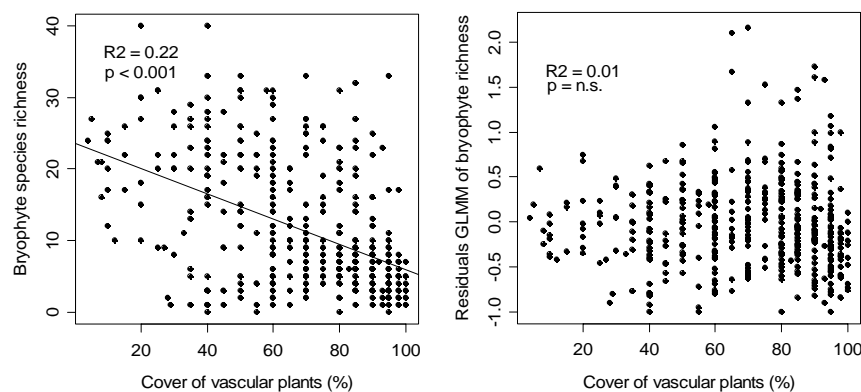 R2 = 0.22
p < 0.001
Bryophyte species richness
40
30
20
10
0
20
40
60
80
100
Cover of vascular plants (%)
R2 = 0.01
p = n.s.
Residuals GLMM of bryophyte richness
2.0
1.5
1.0
0.5
0.0
-0.5
-1.0
20
40
60
80
100
Cover of vascular plants (%)